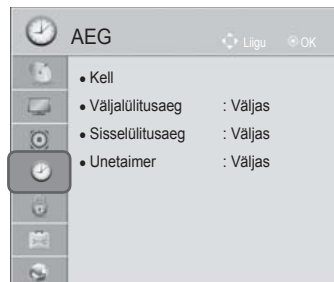 AEG
Liigu
OK
• Kell
• Väljalülitusaeg : Väljas
• Sisselülitusaeg : Väljas
• Unetaimer : Väljas